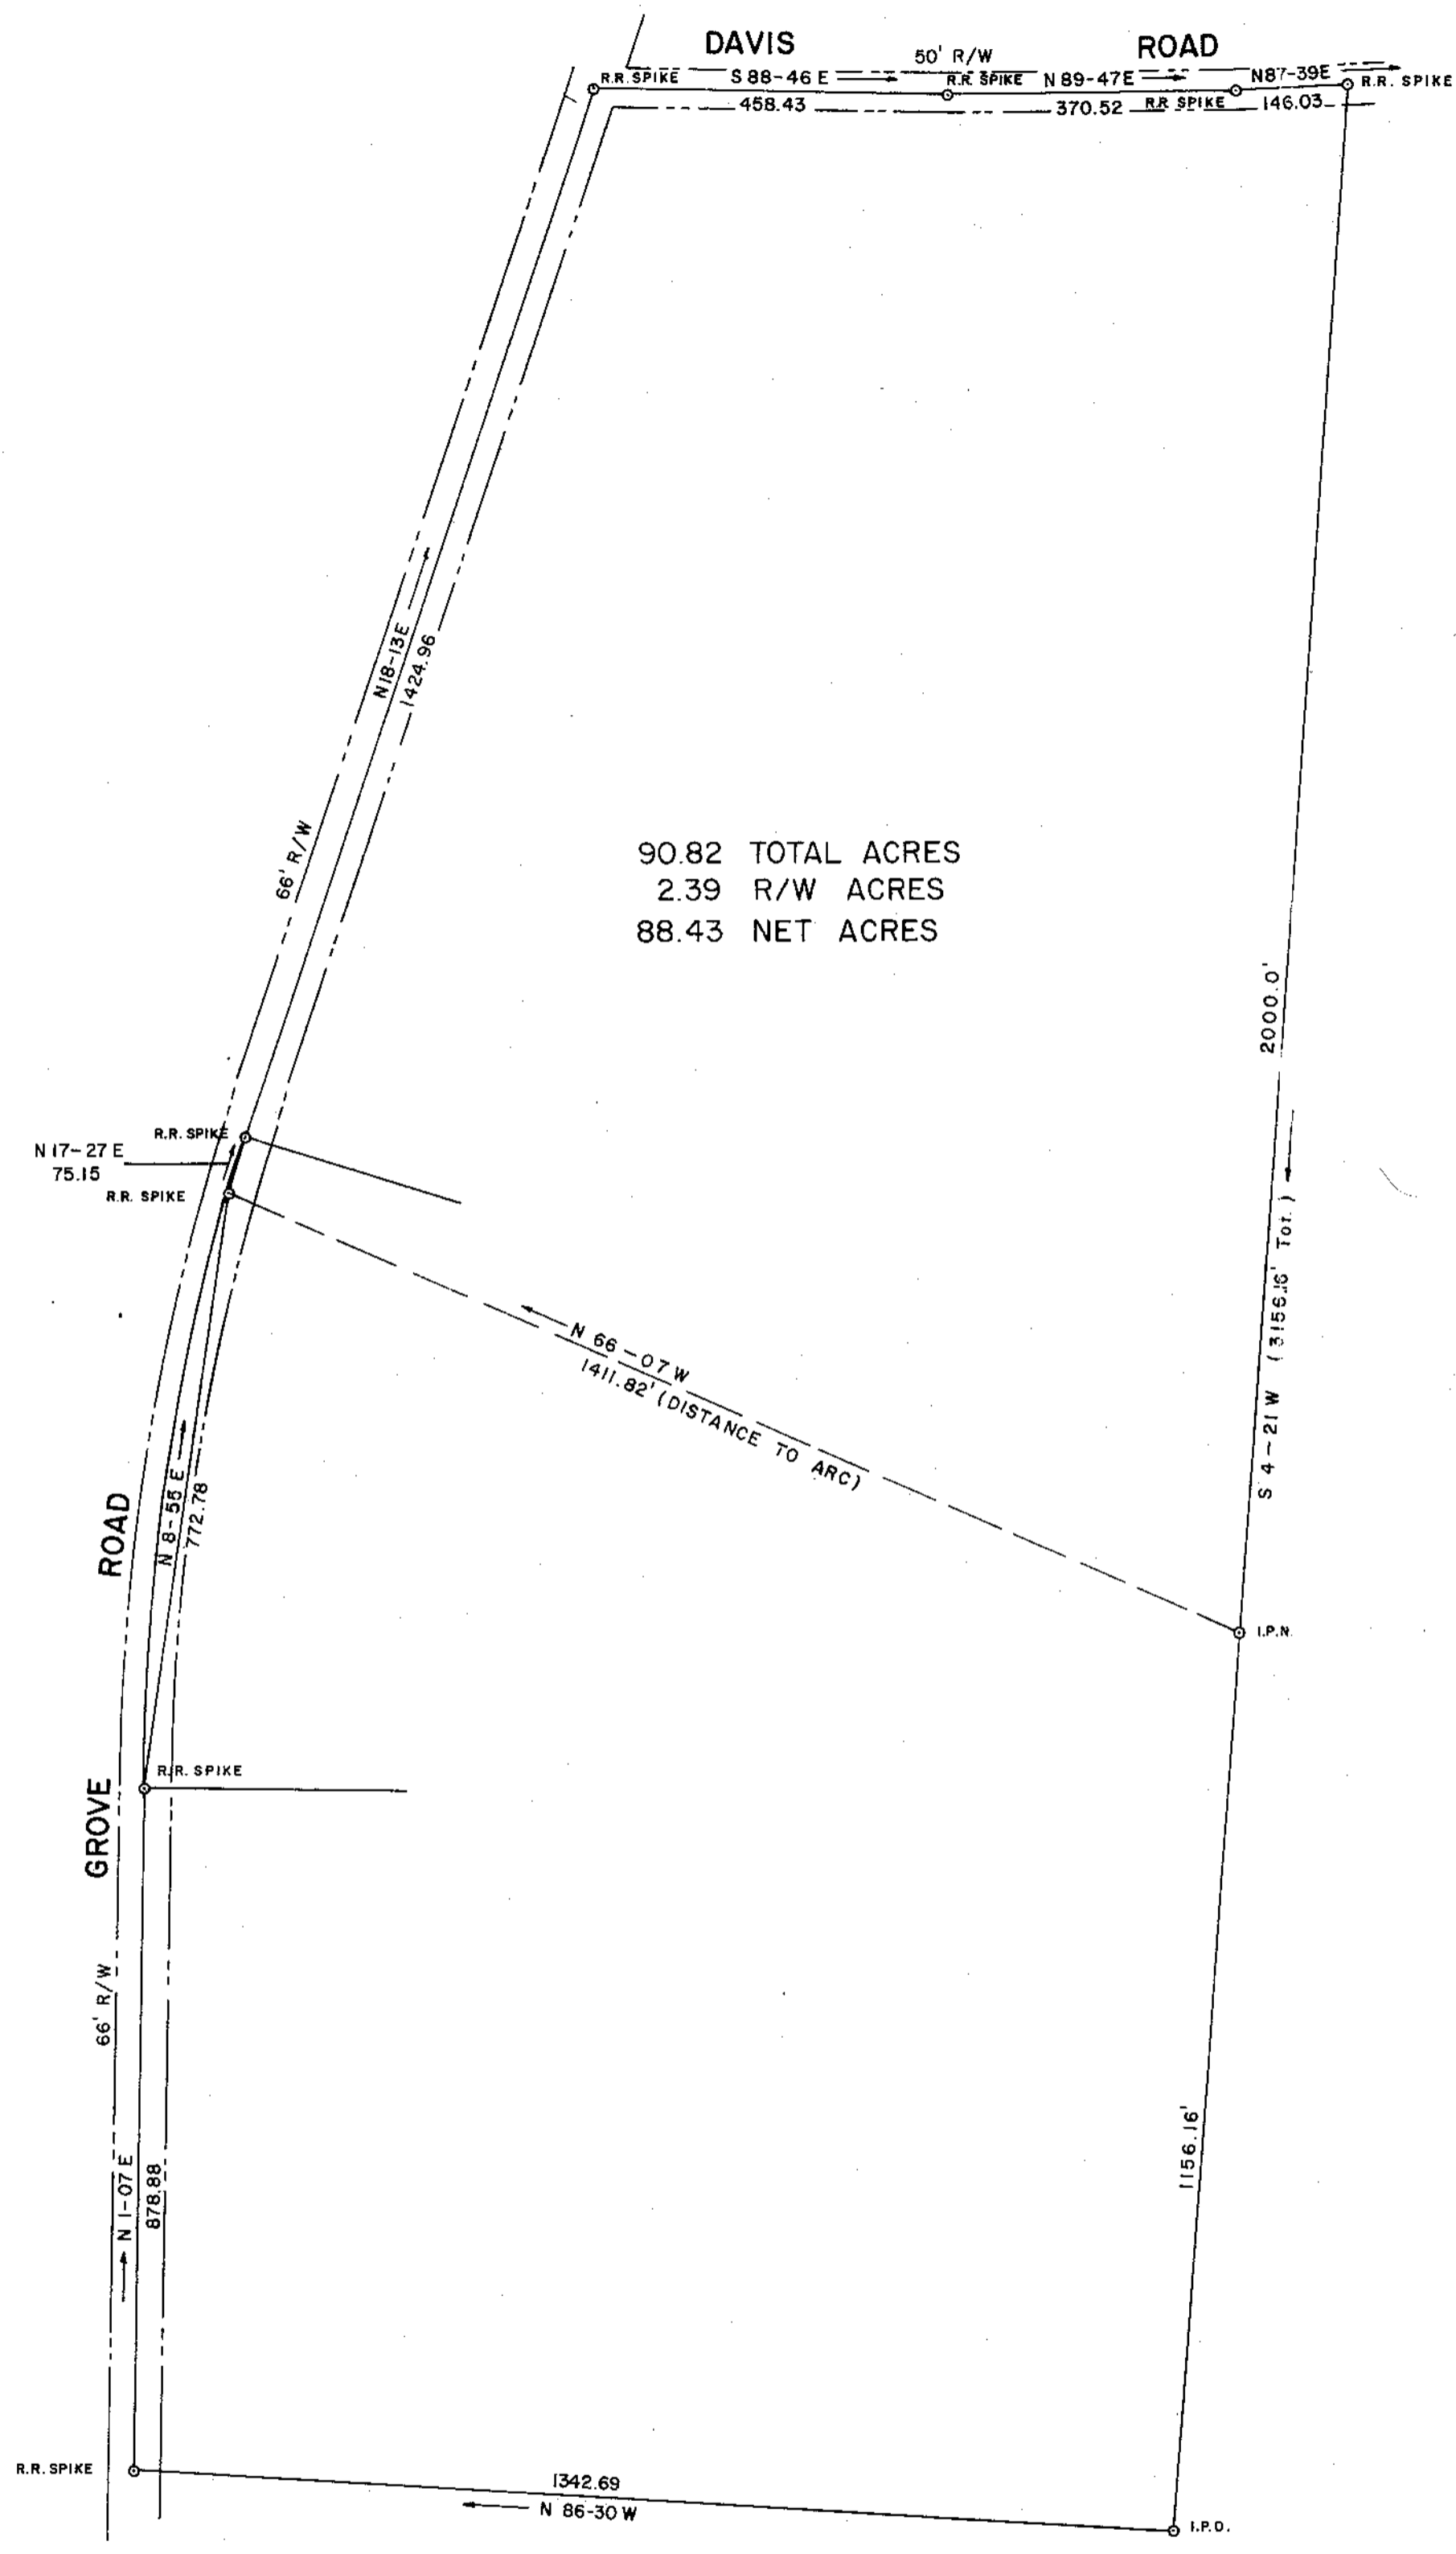 DAVIS ROAD
50' R/W
R.R. SPIKE S 88-46 E R.R. SPIKE N 89-47E N87-39E R.R. SPIKE
458.43 370.52 R.R SPIKE 146.03
N18-13E
1424.96
66' R/W
90.82 TOTAL ACRES
2.39 R/W ACRES
88.43 NET ACRES
2000.0'
R.R. SPIKE
N 17-27 E
75.15
R.R. SPIKE
S 4-21 W (3156.16' Tot.)
N 66-07 W
1411.82' (DISTANCE TO ARC)
N 8-55 E
772.78
I.P.N.
GROVE ROAD
R.R. SPIKE
66' R/W
1156.16'
N 1-07 E
878.88
R.R. SPIKE
1342.69
N 86-30 W
I.P.O.